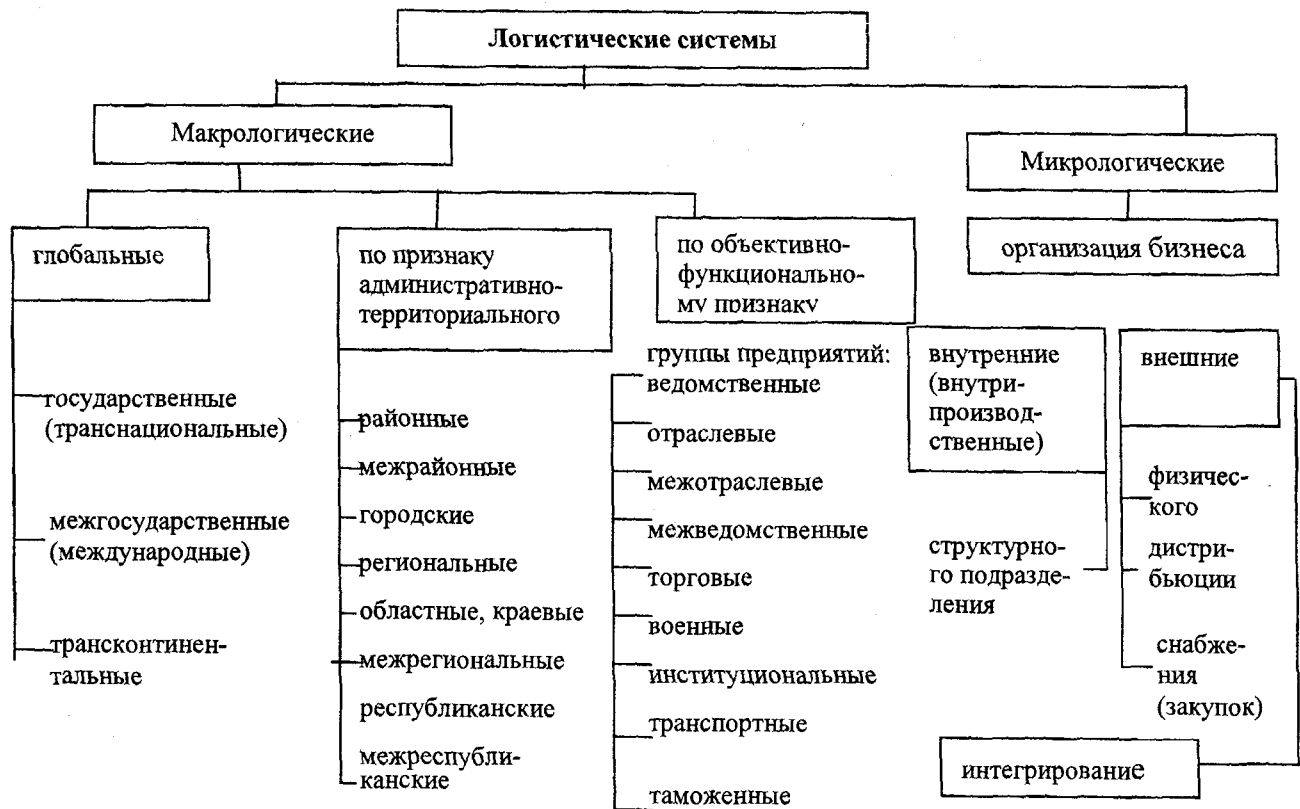 Логистические системы
Макрологические
Микрологические
глобальные
государственные
(транснациональные)
межгосударственные
(международные)
трансконтинен-
тальные
по признаку
административно-
территориального
районные
межрайонные
городские
региональные
областные, краевые
межрегиональные
республиканские
межреспубли-
канские
по объективно-
функционально-
му признаку
группы предприятий:
ведомственные
отраслевые
межотраслевые
межведомственные
торговые
военные
институциональные
транспортные
таможенные
организация бизнеса
внутренние
(внутри-
производ-
ственные)
структурно-
го подразде-
ления
внешние
физичес-
кого
дистри-
бьюции
снабже-
ния
(закупок)
интегрирование